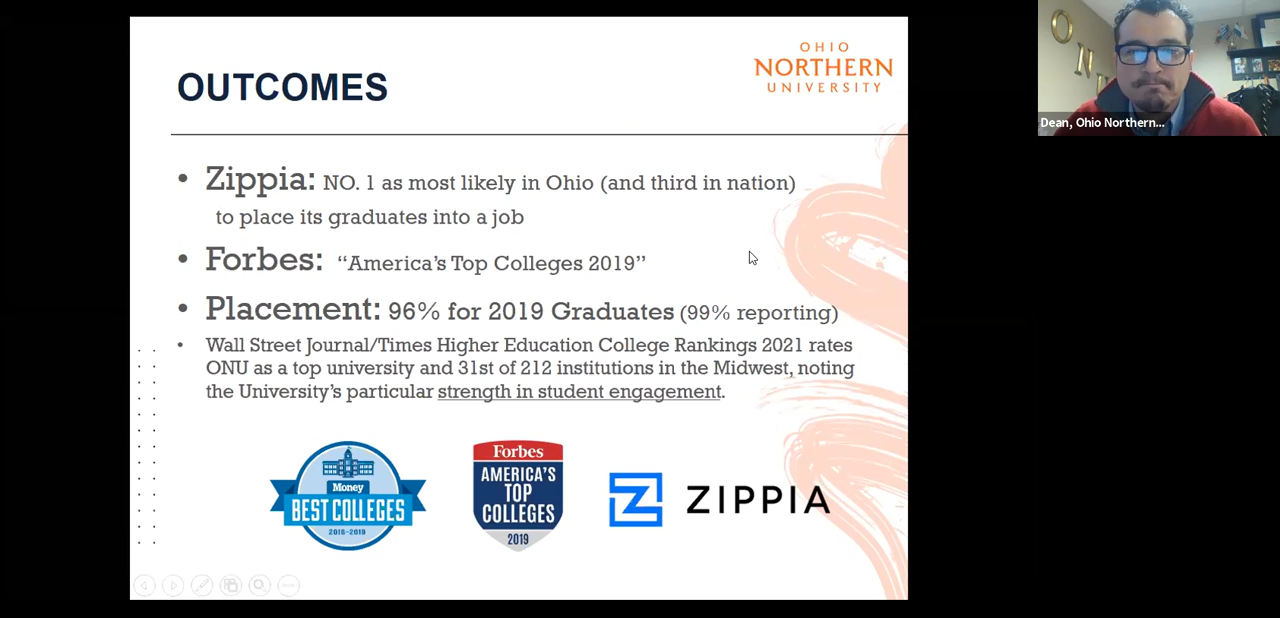 OUTCOMES
OHIO
NORTHERN
UNIVERSITY
• Zippia: NO. 1 as most likely in Ohio (and third in nation)
to place its graduates into a job
• Forbes: “America’s Top Colleges 2019”
• Placement: 96% for 2019 Graduates (99% reporting)
• Wall Street Journal/Times Higher Education College Rankings 2021 rates
ONU as a top university and 31st of 212 institutions in the Midwest, noting
the University’s particular strength in student engagement.
Money
BEST COLLEGES
2018-2019
Forbes
AMERICA’S
TOP
COLLEGES
2019
ZIPPIA
O
N
Dean, Ohio Northern...